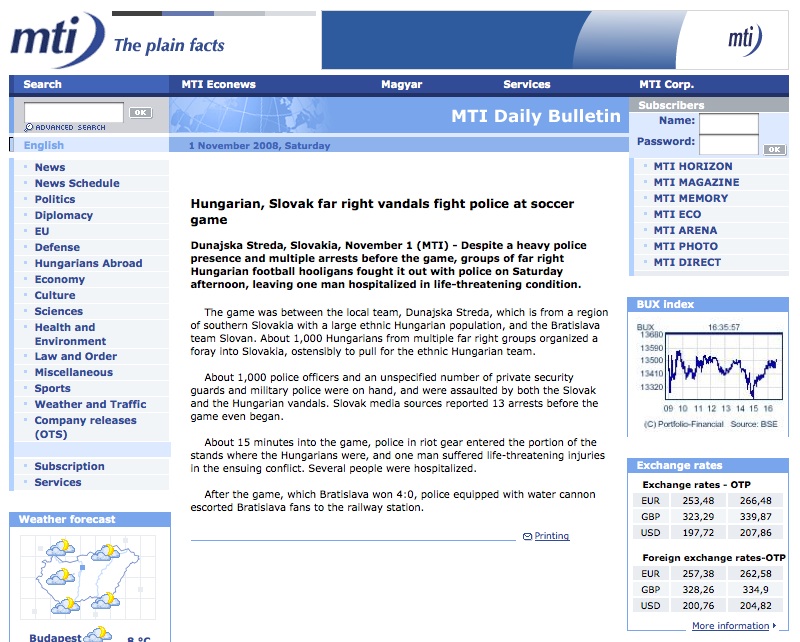 mti
The plain facts
mti
Search
MTI Econews
Magyar
Services
MTI Corp.
OK
ADVANCED SEARCH
MTI Daily Bulletin
Subscribers
Name:
Password:
OK
English
1 November 2008, Saturday
News
News Schedule
Politics
Diplomacy
EU
Defense
Hungarians Abroad
Economy
Culture
Sciences
Health and
Environment
Law and Order
Miscellaneous
Sports
Weather and Traffic
Company releases
(OTS)
Subscription
Services
Weather forecast
Budapest 8 °C
Hungarian, Slovak far right vandals fight police at soccer
game
Dunajska Streda, Slovakia, November 1 (MTI) - Despite a heavy police
presence and multiple arrests before the game, groups of far right
Hungarian football hooligans fought it out with police on Saturday
afternoon, leaving one man hospitalized in life-threatening condition.
The game was between the local team, Dunajska Streda, which is from a region
of southern Slovakia with a large ethnic Hungarian population, and the Bratislava
team Slovan. About 1,000 Hungarians from multiple far right groups organized a
foray into Slovakia, ostensibly to pull for the ethnic Hungarian team.
About 1,000 police officers and an unspecified number of private security
guards and military police were on hand, and were assaulted by both the Slovak
and the Hungarian vandals. Slovak media sources reported 13 arrests before the
game even began.
About 15 minutes into the game, police in riot gear entered the portion of the
stands where the Hungarians were, and one man suffered life-threatening injuries
in the ensuing conflict. Several people were hospitalized.
After the game, which Bratislava won 4:0, police equipped with water cannon
escorted Bratislava fans to the railway station.
Printing
MTI HORIZON
MTI MAGAZINE
MTI MEMORY
MTI ECO
MTI ARENA
MTI PHOTO
MTI DIRECT
BUX index
BUX 16:35:57
13680
13590
13500
13410
13320
09 10 11 12 13 14 15 16
(C) Portfolio-Financial Source: BSE
Exchange rates
Exchange rates - OTP
EUR 253,48 266,48
GBP 323,29 339,87
USD 197,72 207,86
Foreign exchange rates-OTP
EUR 257,38 262,58
GBP 328,26 334,9
USD 200,76 204,82
More information